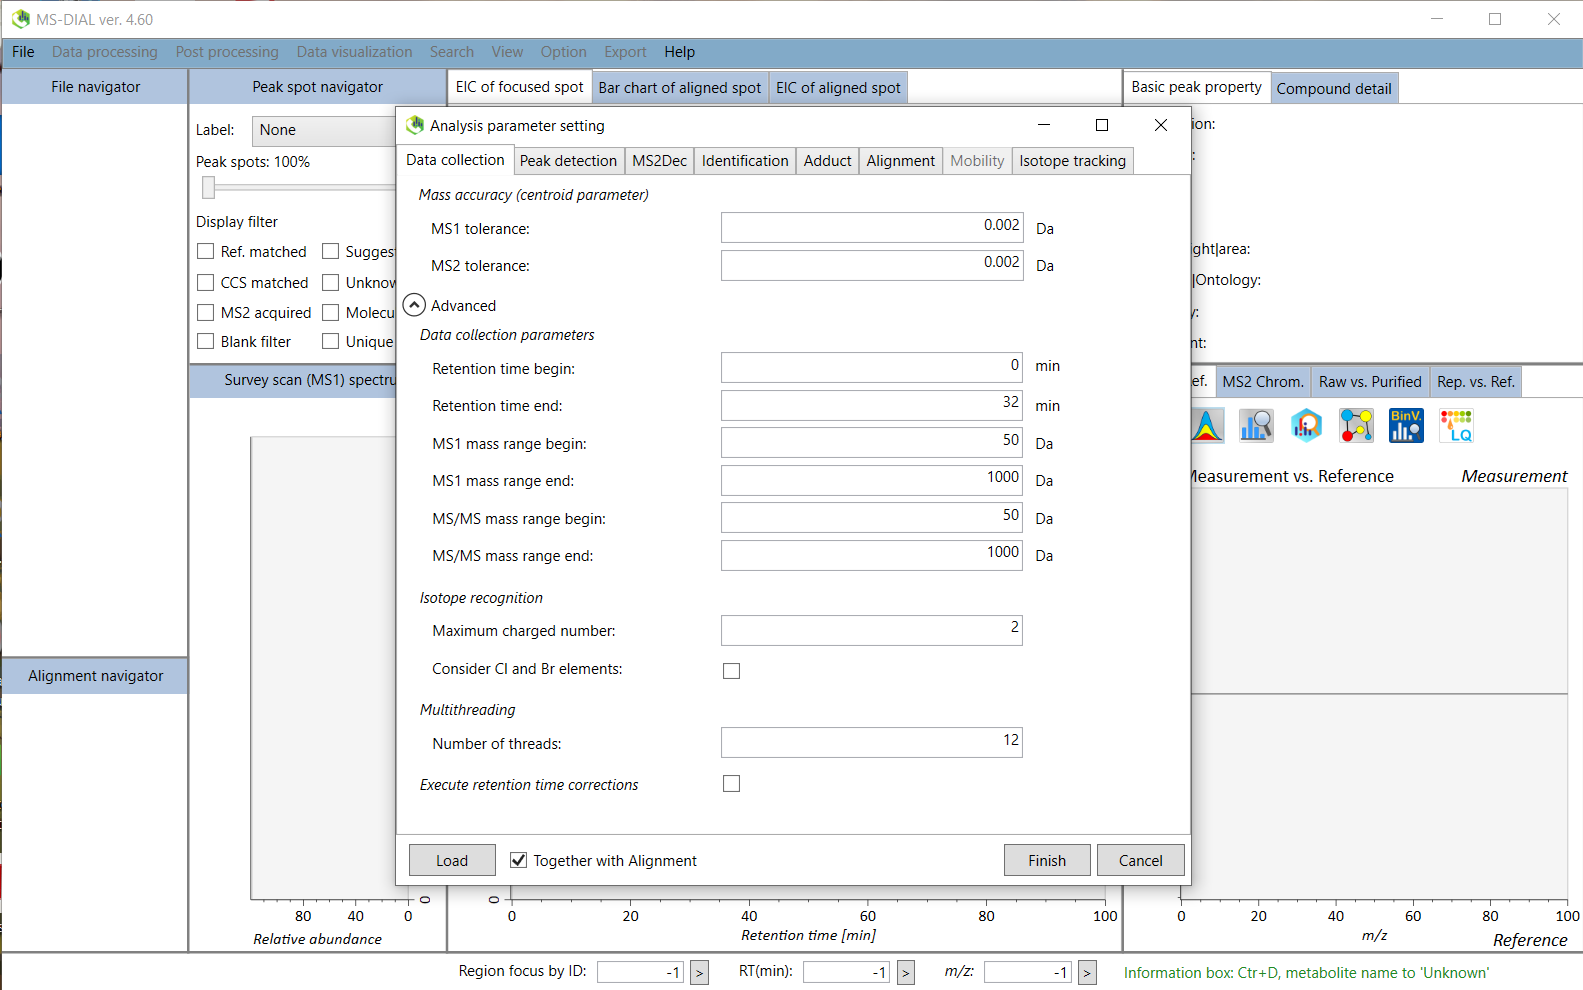 MS-DIAL ver. 4.60
File Data processing Post processing Data visualization Search View Option Export Help
File navigator
Peak spot navigator
EIC of focused spot Bar chart of aligned spot EIC of aligned spot
Basic peak property Compound detail
Label: None
Peak spots: 100%
Display filter
Ref. matched Sugges
CCS matched Unknow
MS2 acquired Molecu
Blank filter Unique
Survey scan (MS1) spectru
Analysis parameter setting
Data collection Peak detection MS2Dec Identification Adduct Alignment Mobility Isotope tracking
Mass accuracy (centroid parameter)
MS1 tolerance: 0.002 Da
MS2 tolerance: 0.002 Da
Advanced
Data collection parameters
Retention time begin: 0 min
Retention time end: 32 min
MS1 mass range begin: 50 Da
MS1 mass range end: 1000 Da
MS/MS mass range begin: 50 Da
MS/MS mass range end: 1000 Da
Isotope recognition
Maximum charged number: 2
Consider Cl and Br elements:
Multithreading
Number of threads: 12
Execute retention time corrections
Load Together with Alignment Finish Cancel
ion:
:
ght|area:
|Ontology:
y:
nt:
ef. MS2 Chrom. Raw vs. Purified Rep. vs. Ref.
BinV.
LQ
Measurement vs. Reference Measurement
Alignment navigator
80 40 0 0
Relative abundance
0 0 20 40 60 80 100
Retention time [min]
0 20 40 60 80 100
m/z
Reference
Region focus by ID: -1 > RT(min): -1 > m/z: -1 > Information box: Ctr+D, metabolite name to 'Unknown'